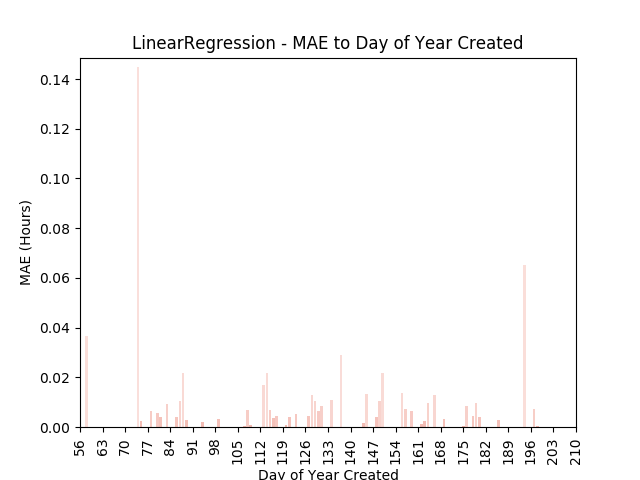 LinearRegression - MAE to Day of Year Created
MAE (Hours)
0.14
0.12
0.10
0.08
0.06
0.04
0.02
0.00
56 63 70 77 84 91 98 105 112 119 126 133 140 147 154 161 168 175 182 189 196 203 210
Day of Year Created